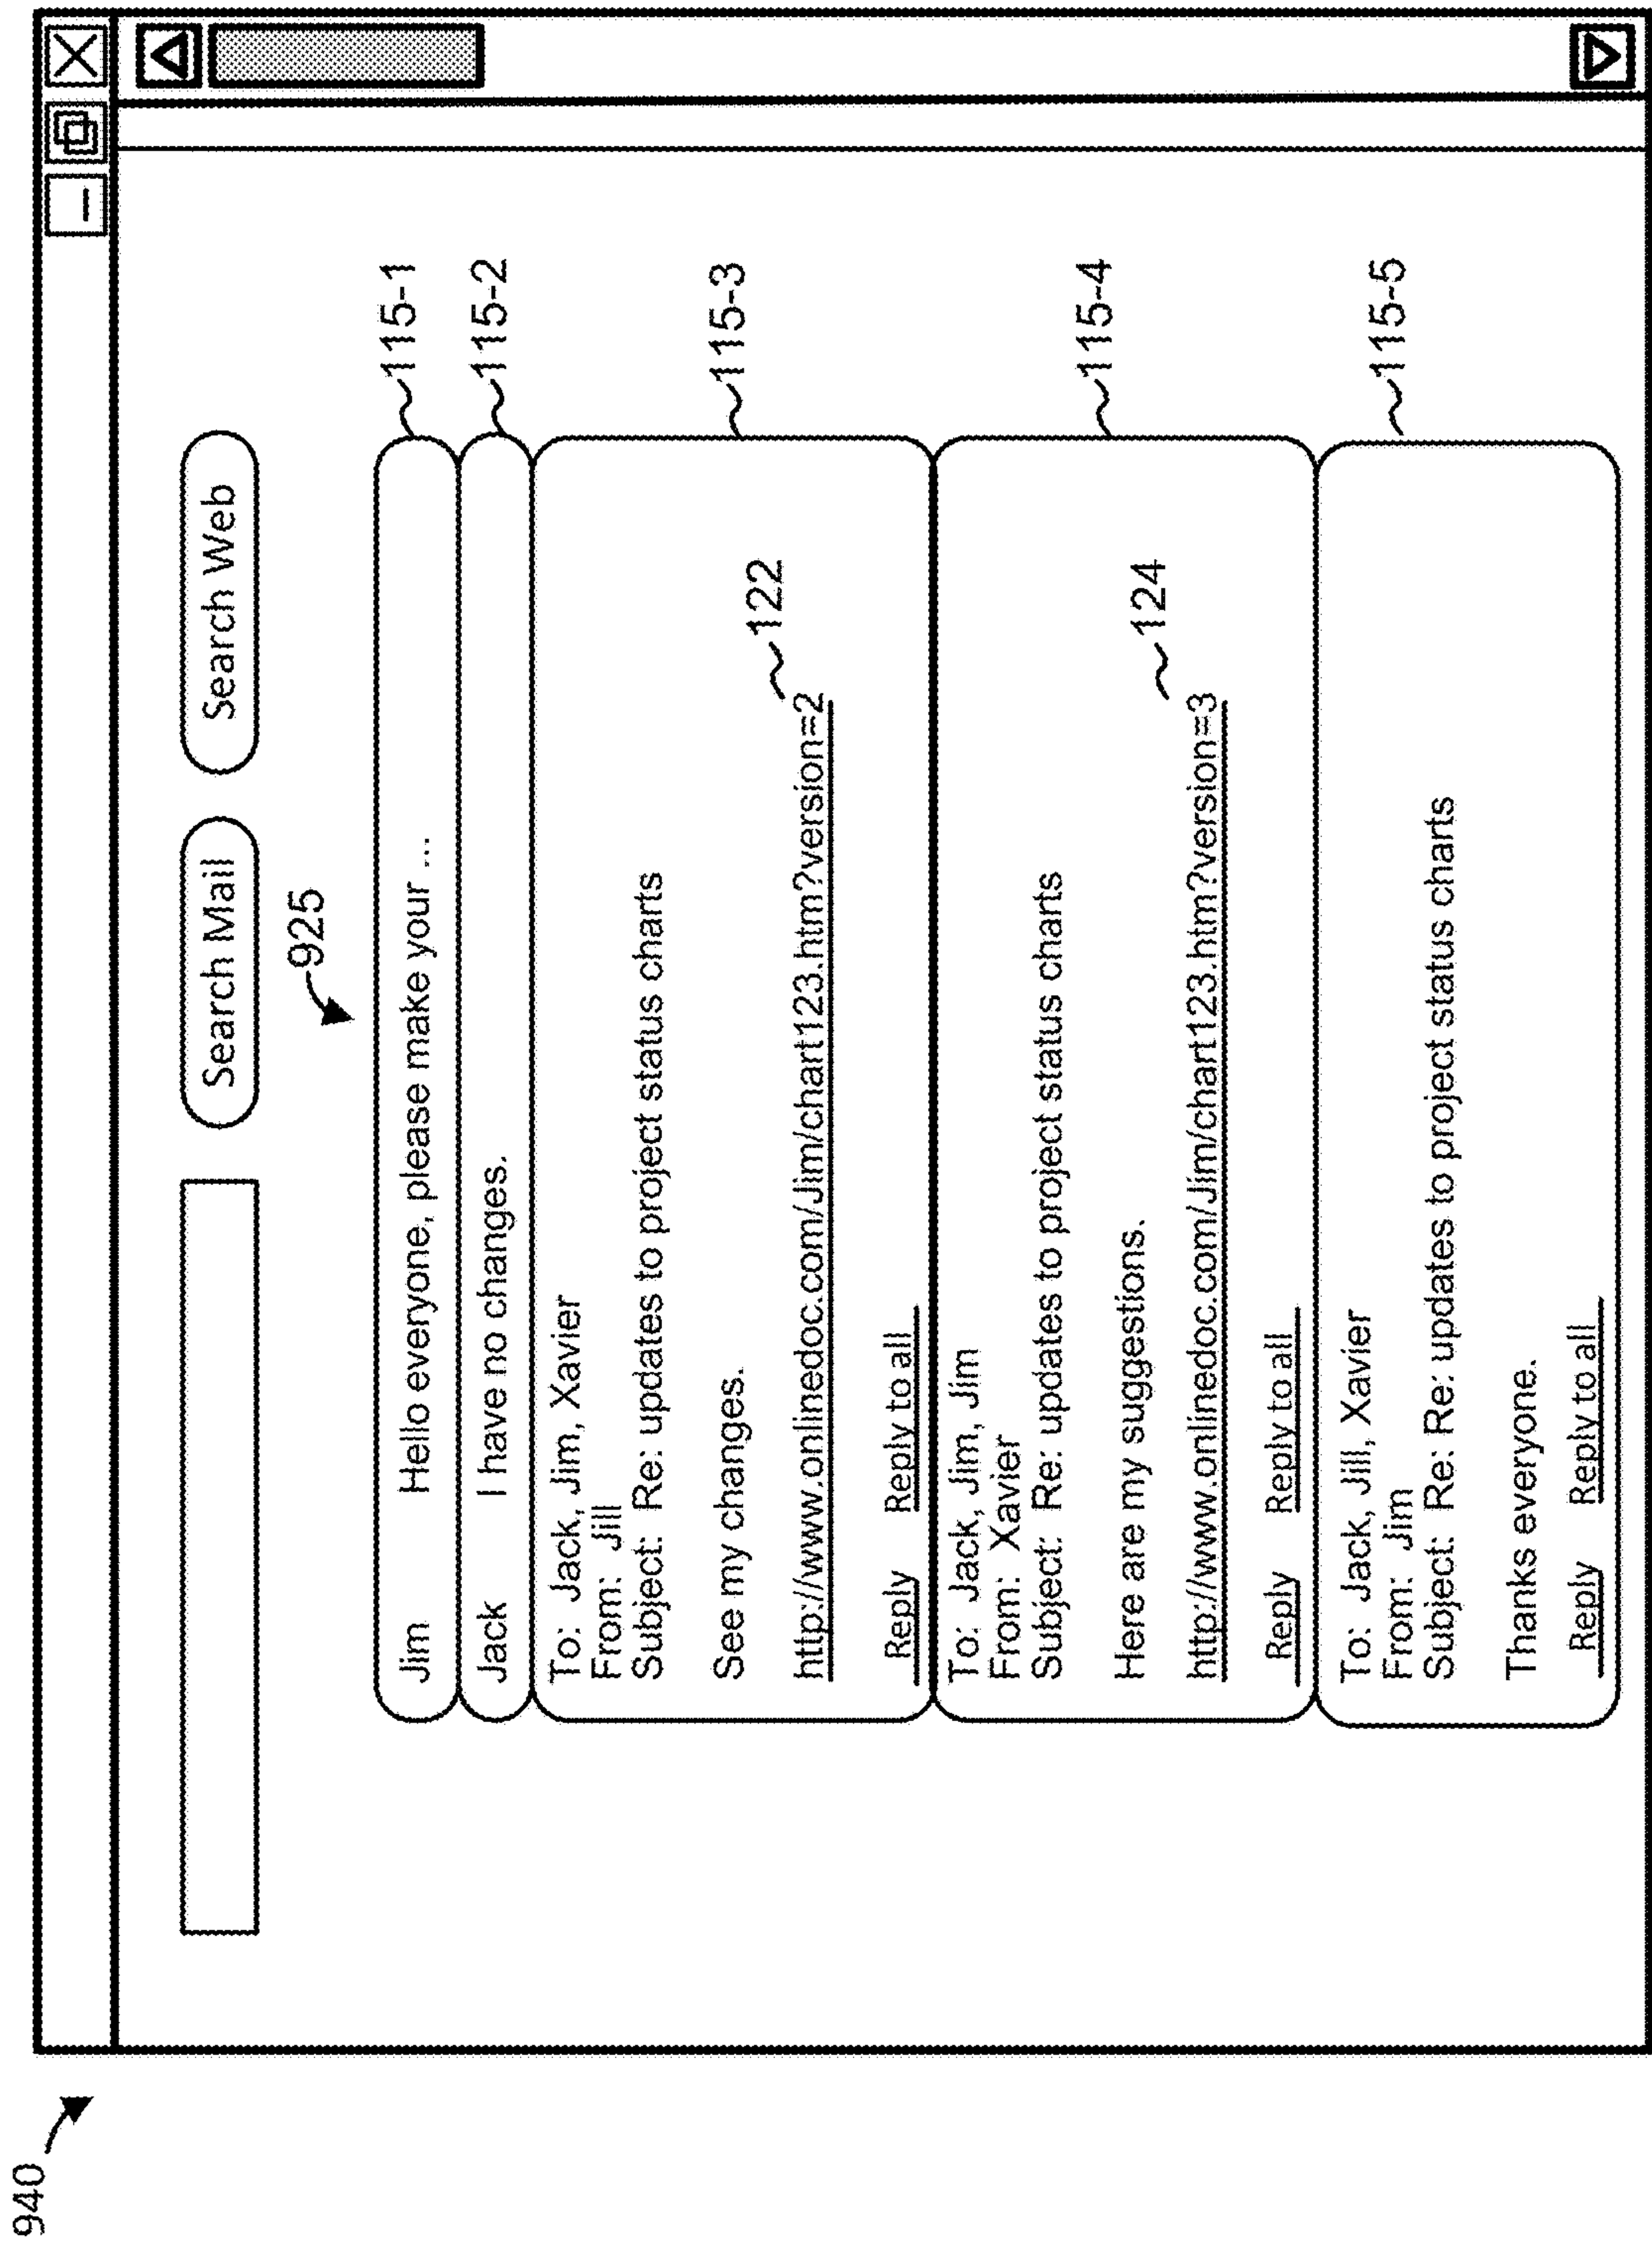 940
Search Mail
Search Web
925
Jim Hello everyone, please make your ...
115-1
Jack I have no changes.
115-2
To: Jack, Jim, Xavier
From: Jill
Subject: Re: updates to project status charts
115-3
See my changes.
122
http://www.onlinedoc.com/Jim/chart123.htm?version=2
Reply Reply to all
To: Jack, Jim, Jim
From: Xavier
Subject: Re: updates to project status charts
115-4
Here are my suggestions.
124
http://www.onlinedoc.com/Jim/chart123.htm?version=3
Reply Reply to all
To: Jack, Jill, Xavier
From: Jim
Subject: Re: Re: updates to project status charts
115-5
Thanks everyone.
Reply Reply to all